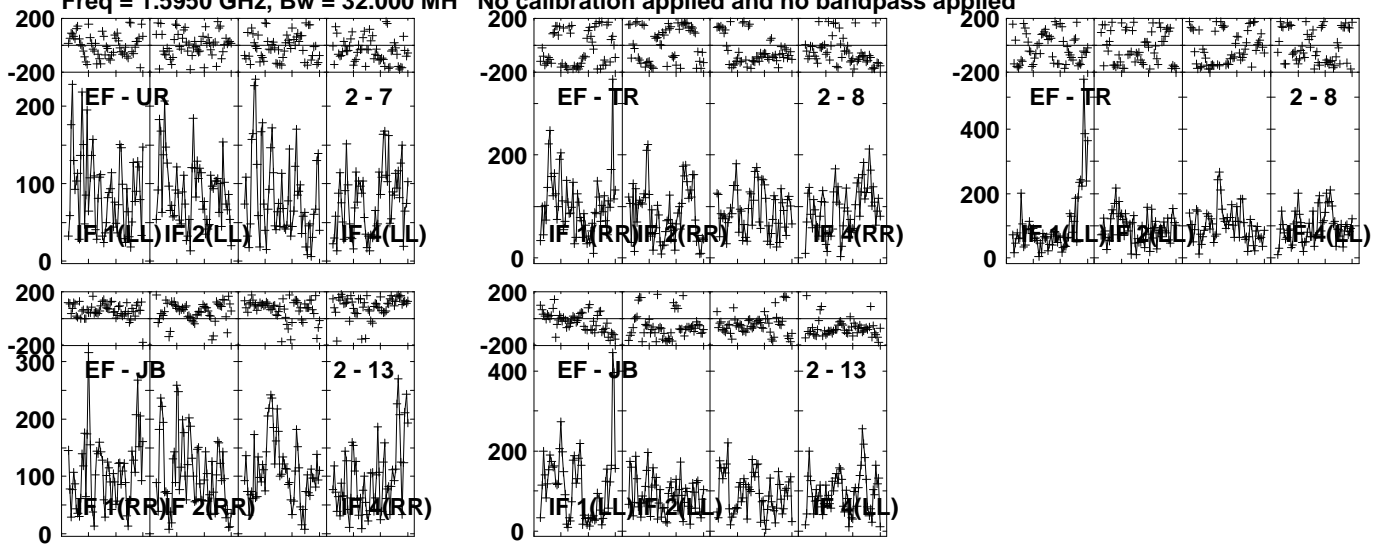 Freq = 1.5950 GHz, Bw = 32.000 MH No calibration applied and no bandpass applied
200
-200
200
100
0
EF - UR
2 - 7
IF 1(LL)
IF 2(LL)
IF 4(LL)
200
-200
200
0
EF - TR
2 - 8
IF 1(RR)
IF 2(RR)
IF 4(RR)
200
-200
400
200
0
EF - TR
2 - 8
IF 1(LL)
IF 2(LL)
IF 4(LL)
200
-200
300
200
100
0
EF - JB
2 - 13
IF 1(RR)
IF 2(RR)
IF 4(RR)
200
-200
400
200
0
EF - JB
2 - 13
IF 1(LL)
IF 2(LL)
IF 4(LL)